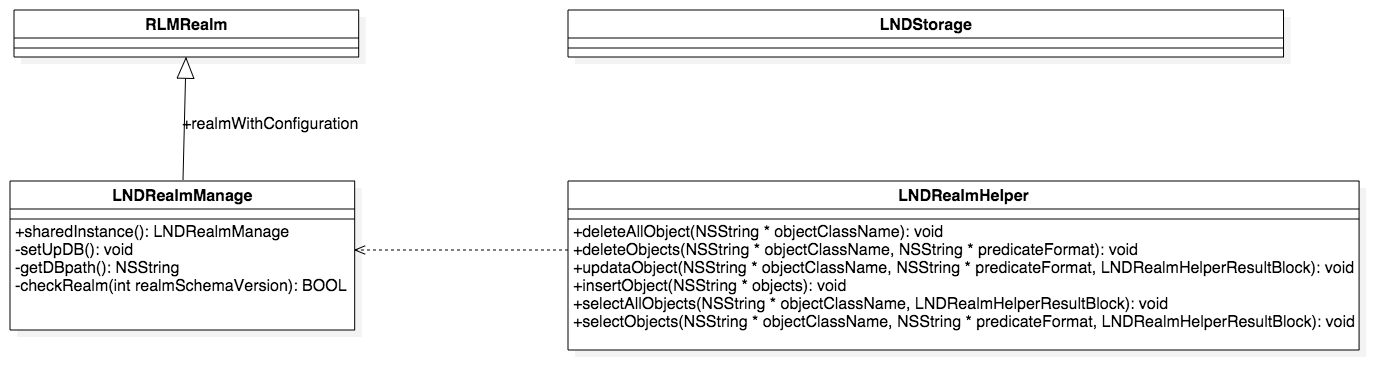 RLMRealm
LNDStorage
+realmWithConfiguration
LNDRealmManage
+sharedInstance(): LNDRealmManage
-setUpDB(): void
-getDBpath(): NSString
-checkRealm(int realmSchemaVersion): BOOL
LNDRealmHelper
+deleteAllObject(NSString * objectClassName): void
+deleteObjects(NSString * objectClassName, NSString * predicateFormat): void
+updataObject(NSString * objectClassName, NSString * predicateFormat, LNDRealmHelperResultBlock): void
+insertObject(NSString * objects): void
+selectAllObjects(NSString * objectClassName, LNDRealmHelperResultBlock): void
+selectObjects(NSString * objectClassName, NSString * predicateFormat, LNDRealmHelperResultBlock): void